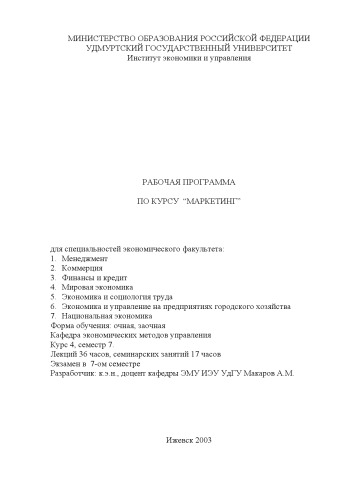 МИНИСТЕРСТВО ОБРАЗОВАНИЯ РОССИЙСКОЙ ФЕДЕРАЦИИ
УДМУРТСКИЙ ГОСУДАРСТВЕННЫЙ УНИВЕРСИТЕТ
Институт экономики и управления
РАБОЧАЯ ПРОГРАММА
ПО КУРСУ “МАРКЕТИНГ”
для специальностей экономического факультета:
1. Менеджмент
2. Коммерция
3. Финансы и кредит
4. Мировая экономика
5. Экономика и социология труда
6. Экономика и управление на предприятиях городского хозяйства
7. Национальная экономика
Форма обучения: очная, заочная
Кафедра экономических методов управления
Курс 4, семестр 7.
Лекций 36 часов, семинарских занятий 17 часов
Экзамен в 7-ом семестре
Разработчик: к.э.н., доцент кафедры ЭМУ ИЭУ УдГУ Макаров А.М.
Ижевск 2003